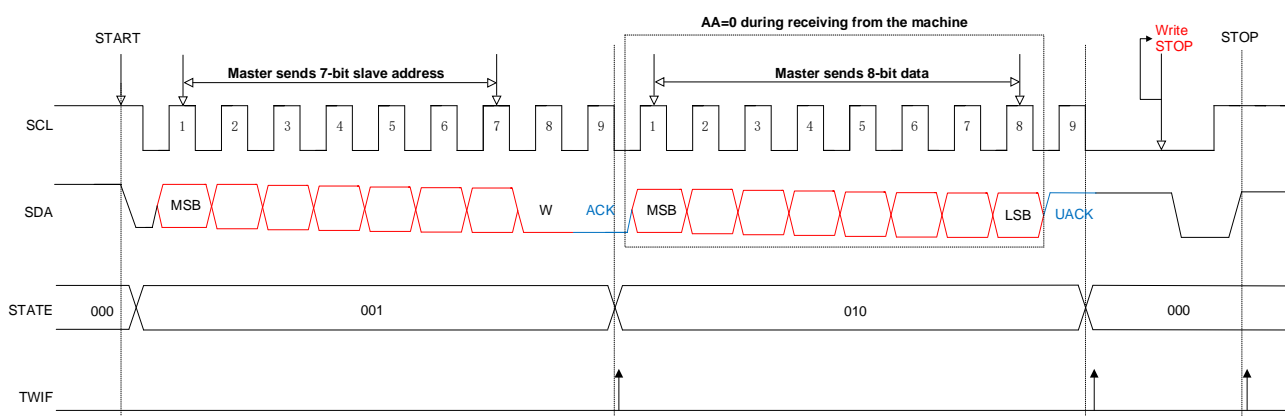 AA=0 during receiving from the machine
START
Write
STOP
STOP
Master sends 7-bit slave address
Master sends 8-bit data
SCL
1 2 3 4 5 6 7 8 9 1 2 3 4 5 6 7 8 9
SDA
MSB W ACK MSB LSB UACK
STATE
000 001 010 000
TWIF